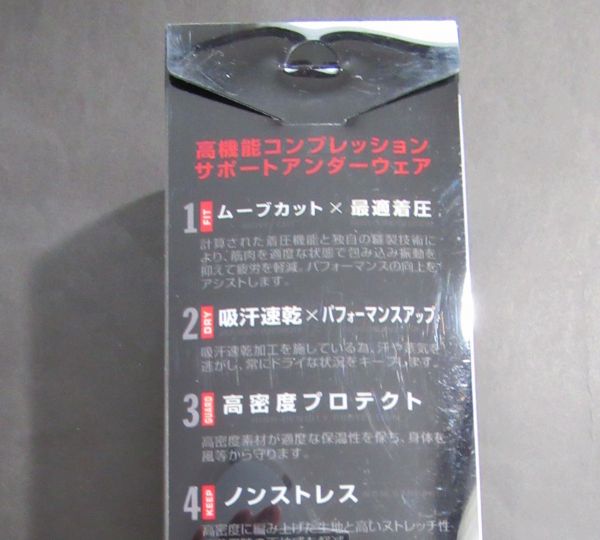 高機能コンプレッション
サポートアンダーウェア
1 FIT ムーブカット×最適着圧
計算された着圧機能と独自の縫製技術に
より、筋肉を適度な状態で包み込み振動を
抑えて疲労を軽減。パフォーマンスの向上を
アシストします。
2 DRY 吸汗速乾×パフォーマンスアップ
吸汗速乾加工を施している為、汗や蒸気を
逃がし、常にドライな状況をキープします。
3 GUARD 高密度プロテクト
高密度素材が適度な保温性を保ち、身体を
風等から守ります。
4 KEEP ノンストレス
高密度に編み上げた生地と高いストレッチ性